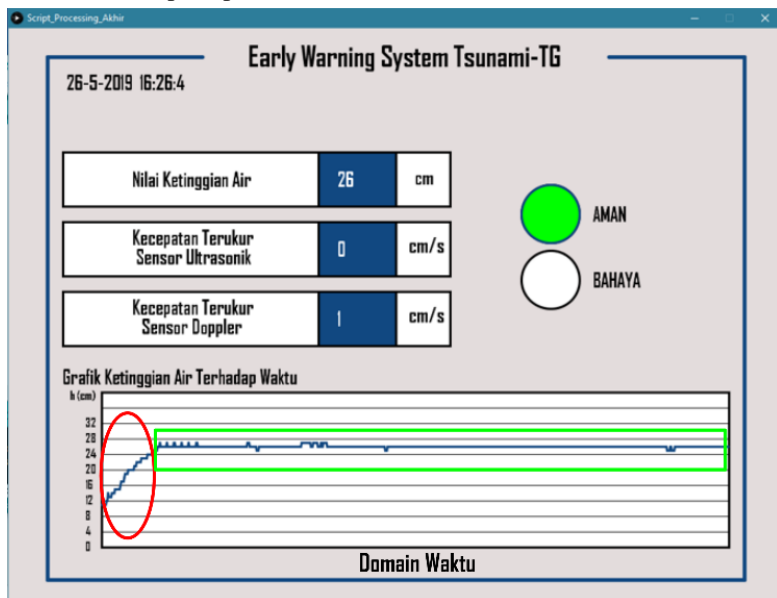 Script_Processing_Akhir
Early Warning System Tsunami-TG
26-5-2019 16:26:4
Nilai Ketinggian Air 26 cm
AMAN
Kecepatan Terukur
Sensor Ultrasonik 0 cm/s
BAHAYA
Kecepatan Terukur
Sensor Doppler 1 cm/s
Grafik Ketinggian Air Terhadap Waktu
h (cm)
32
28
24
20
16
12
8
4
0
Domain Waktu